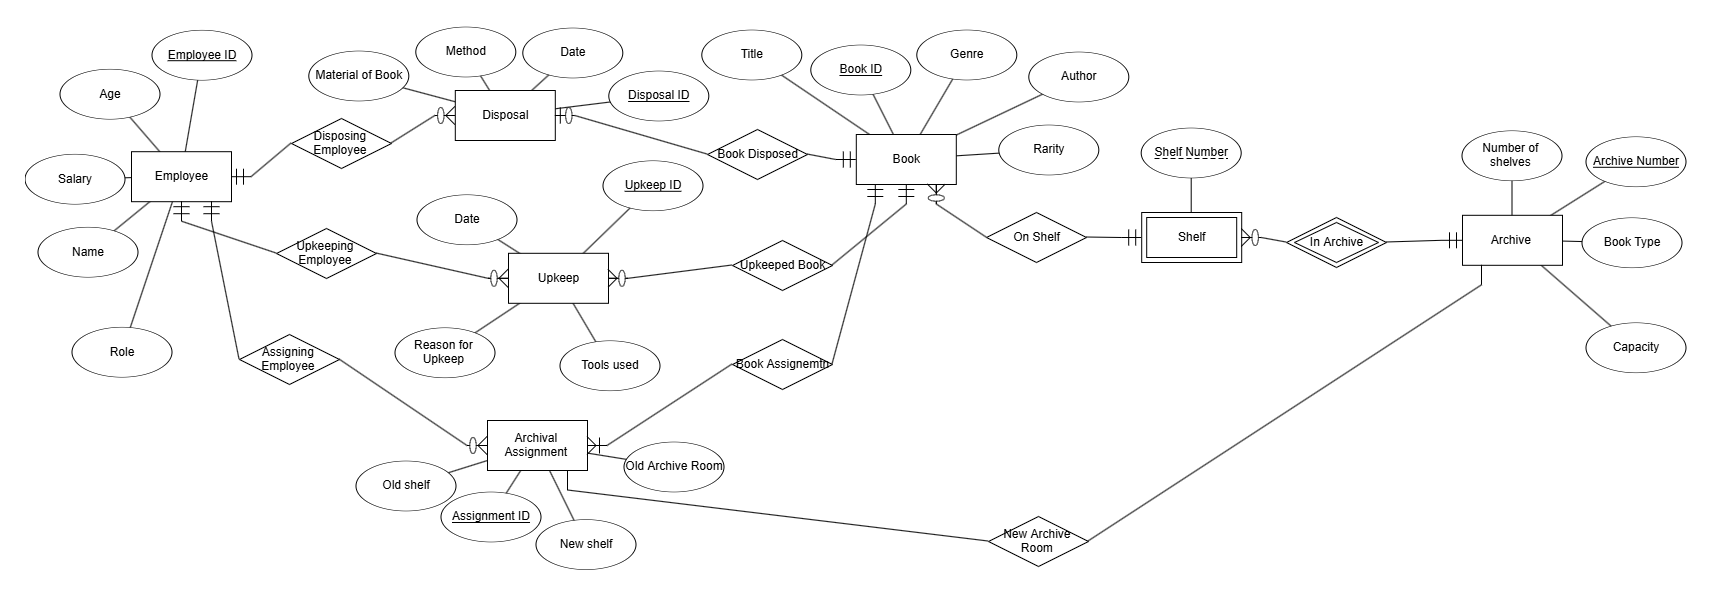 Employee ID
Age
Salary
Name
Role
Employee
Disposing
Employee
Material of Book
Method
Date
Disposal ID
Disposal
Book Disposed
Title
Book ID
Genre
Author
Rarity
Book
Upkeeping
Employee
Date
Upkeep ID
Upkeep
Reason for
Upkeep
Tools used
Upkeeped Book
On Shelf
Shelf Number
Shelf
In Archive
Number of
shelves
Archive Number
Archive
Book Type
Capacity
Assigning
Employee
Book Assignemtn
Archival
Assignment
Old shelf
Assignment ID
New shelf
Old Archive Room
New Archive
Room